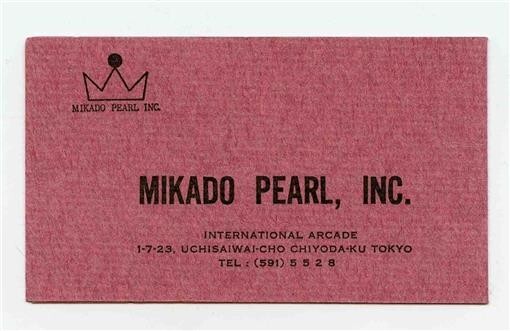 MIKADO PEARL INC.
MIKADO PEARL, INC.
INTERNATIONAL ARCADE
1-7-23, UCHISAIWAI-CHO CHIYODA-KU TOKYO
TEL : (591) 5 5 2 8